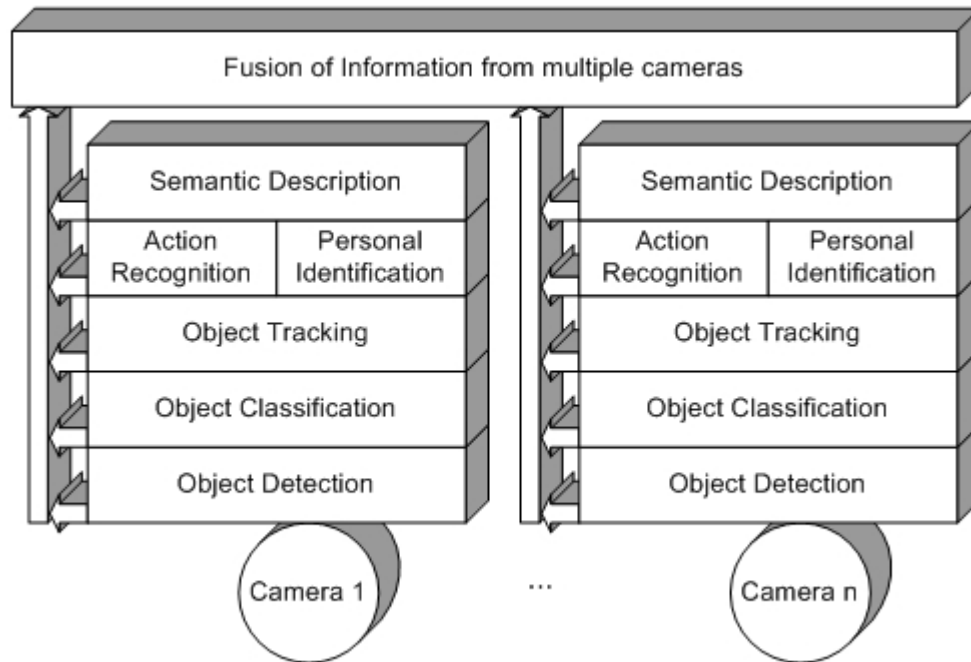 Fusion of Information from multiple cameras
Semantic Description
Action
Recognition
Personal
Identification
Object Tracking
Object Classification
Object Detection
Camera 1
...
Semantic Description
Action
Recognition
Personal
Identification
Object Tracking
Object Classification
Object Detection
Camera n